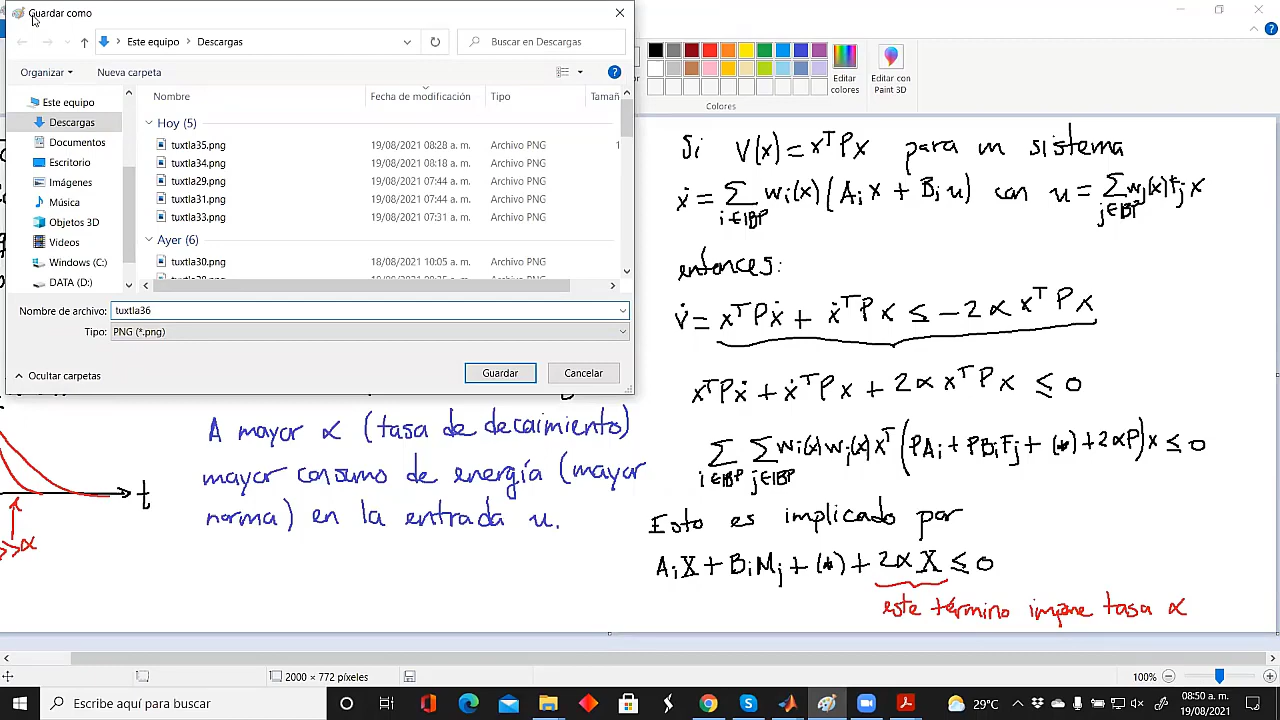 Guardar como
Este equipo > Descargas
Buscar en Descargas
Organizar
Nueva carpeta
Este equipo
Descargas
Documentos
Escritorio
Imágenes
Música
Objetos 3D
Videos
Windows (C:)
DATA (D:)
Nombre Fecha de modificación Tipo Tamañ
Hoy (5)
tuxtla35.png 19/08/2021 08:28 a. m. Archivo PNG 1
tuxtla34.png 19/08/2021 08:18 a. m. Archivo PNG
tuxtla29.png 19/08/2021 07:44 a. m. Archivo PNG
tuxtla31.png 19/08/2021 07:44 a. m. Archivo PNG
tuxtla33.png 19/08/2021 07:31 a. m. Archivo PNG
Ayer (6)
tuxtla30.png 18/08/2021 10:05 a. m. Archivo PNG
Nombre de archivo: tuxtla36
Tipo: PNG (*.png)
Ocultar carpetas
Guardar
Cancelar
Editar colores
Editar con Paint 3D
Colores
A mayor α (tasa de decaimiento)
mayor consumo de energía (mayor
norma) en la entrada u.
t
>>α
Si V(x) = xᵀPx para un sistema
ẋ = Σ_{i∈𝔹^P} wᵢ(x)(Aᵢx + Bᵢu) con u = Σ_{j∈𝔹^P} wⱼ(x)Fⱼx
entonces:
V̇ = xᵀPẋ + ẋᵀPx ≤ -2α xᵀPx
xᵀPẋ + ẋᵀPx + 2α xᵀPx ≤ 0
Σ_{i∈𝔹^P} Σ_{j∈𝔹^P} wᵢ(x)wⱼ(x)xᵀ(PAᵢ + PBᵢFⱼ + (*) + 2αP)x ≤ 0
Esto es implicado por
AᵢX + BᵢMⱼ + (*) + 2αX ≤ 0
este término impone tasa α
2000 × 772 píxeles
100%
Escribe aquí para buscar
29°C
08:50 a. m.
19/08/2021